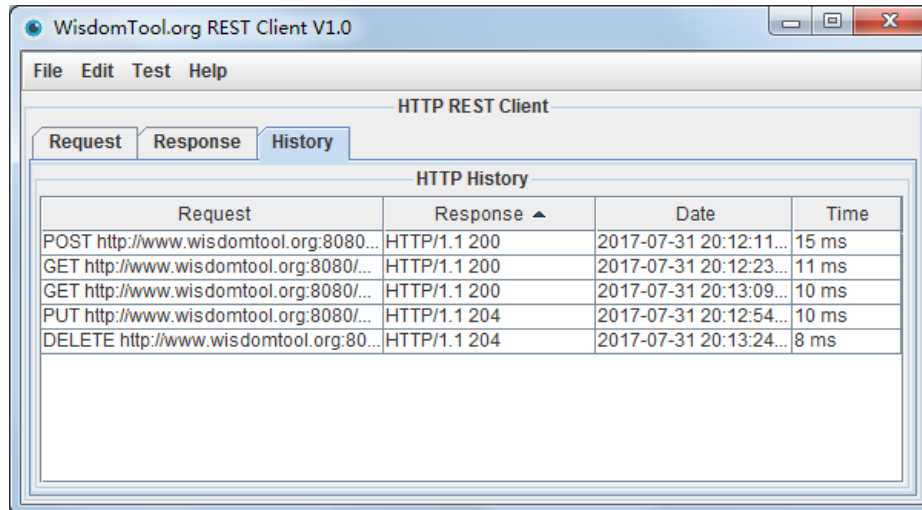 WisdomTool.org REST Client V1.0
File Edit Test Help
HTTP REST Client
Request Response History
HTTP History
Request Response Date Time
POST http://www.wisdomtool.org:8080... HTTP/1.1 200 2017-07-31 20:12:11... 15 ms
GET http://www.wisdomtool.org:8080/... HTTP/1.1 200 2017-07-31 20:12:23... 11 ms
GET http://www.wisdomtool.org:8080/... HTTP/1.1 200 2017-07-31 20:13:09... 10 ms
PUT http://www.wisdomtool.org:8080/... HTTP/1.1 204 2017-07-31 20:12:54... 10 ms
DELETE http://www.wisdomtool.org:80... HTTP/1.1 204 2017-07-31 20:13:24... 8 ms